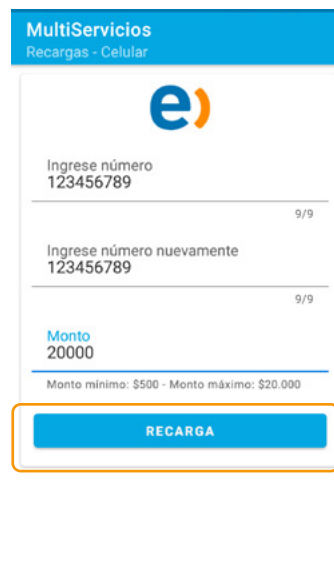 MultiServicios
Recargas - Celular
e)
Ingrese número
123456789
9/9
Ingrese número nuevamente
123456789
9/9
Monto
20000
Monto mínimo: $500 - Monto máximo: $20.000
RECARGA